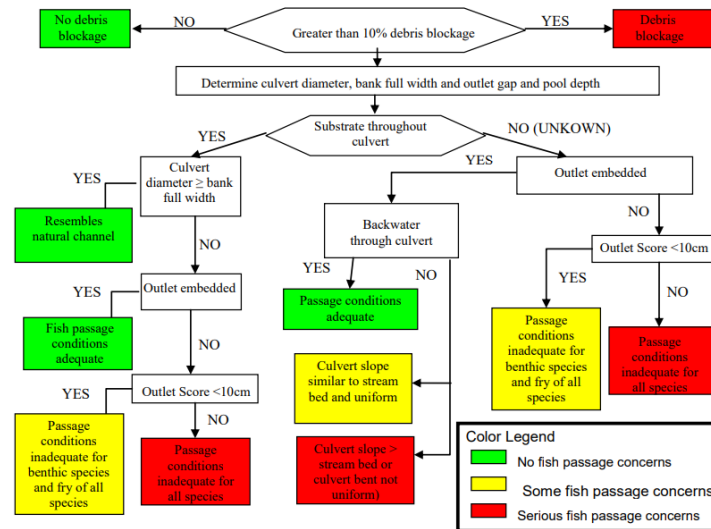 No debris
blockage
NO
Greater than 10% debris blockage
YES
Debris
blockage
Determine culvert diameter, bank full width and outlet gap and pool depth
YES
Substrate throughout
culvert
NO (UNKOWN)
Culvert
diameter ≥ bank
full width
YES
Resembles
natural channel
NO
Outlet embedded
YES
Fish passage
conditions
adequate
NO
Outlet Score <10cm
YES
Passage
conditions
inadequate for
benthic species
and fry of all
species
NO
Passage
conditions
inadequate for
all species
Outlet embedded
YES
Backwater
through culvert
YES
Passage conditions
adequate
NO
Culvert slope
similar to stream
bed and uniform
Culvert slope >
stream bed or
culvert bent not
uniform)
NO
Outlet Score <10cm
YES
Passage
conditions
inadequate for
benthic species
and fry of all
species
NO
Passage
conditions
inadequate for
all species
Color Legend
No fish passage concerns
Some fish passage concerns
Serious fish passage concerns